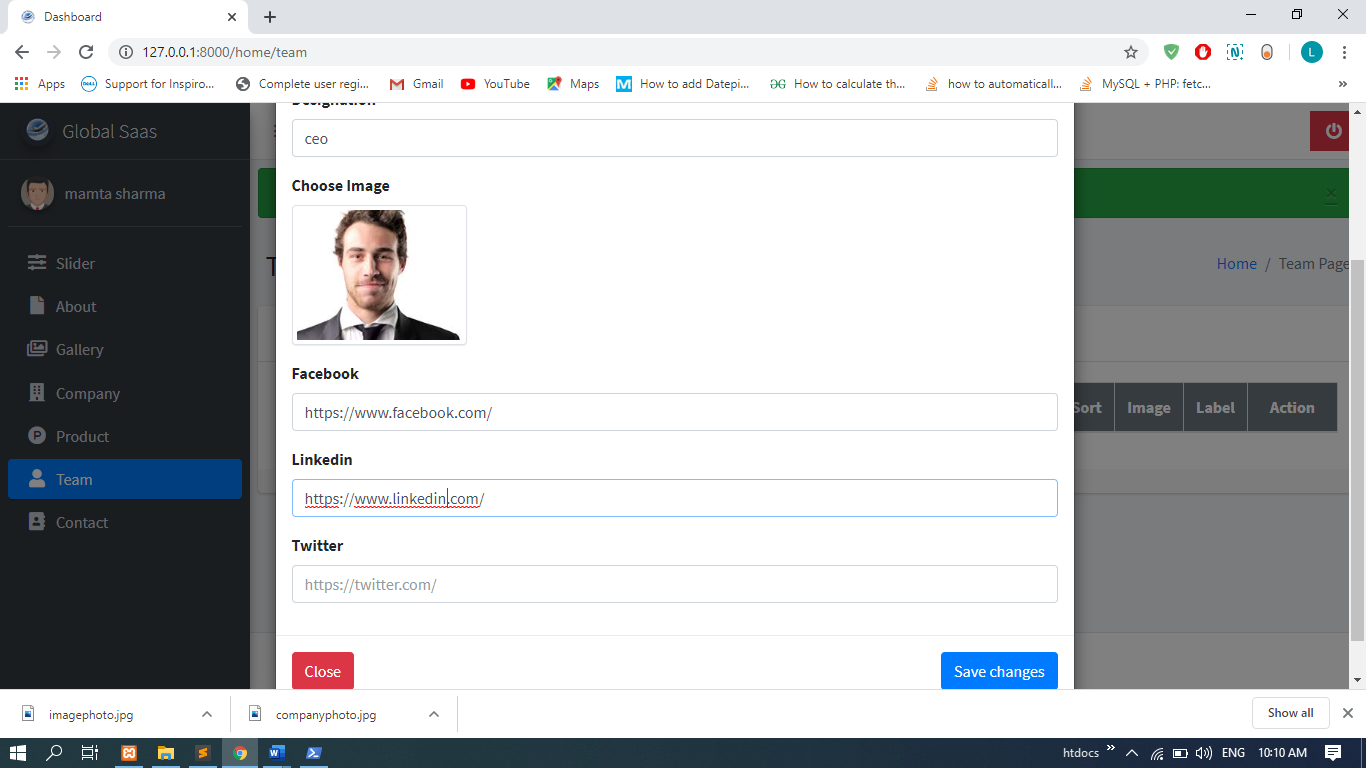 Dashboard
127.0.0.1:8000/home/team
L
Apps
Support for Inspiro...
Complete user regi...
Gmail
YouTube
Maps
How to add Datepi...
How to calculate th...
how to automaticall...
MySQL + PHP: fetc...
Global Saas
mamta sharma
Slider
About
Gallery
Company
Product
Team
Contact
Designation
ceo
Choose Image
Facebook
https://www.facebook.com/
Linkedin
https://www.linkedin.com/
Twitter
https://twitter.com/
Close
Save changes
Home / Team Page
Sort Image Label Action
imagephoto.jpg
companyphoto.jpg
Show all
htdocs
ENG
10:10 AM